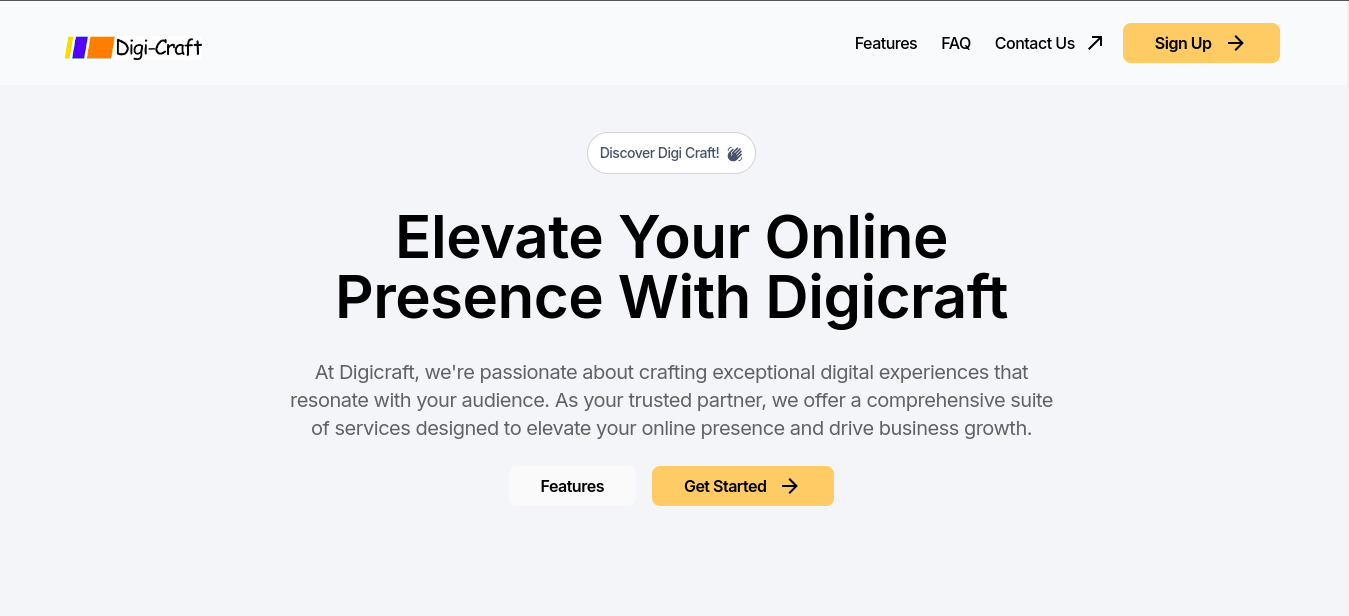 Digi-Craft
Features FAQ Contact Us Sign Up
Discover Digi Craft!
Elevate Your Online
Presence With Digicraft
At Digicraft, we're passionate about crafting exceptional digital experiences that
resonate with your audience. As your trusted partner, we offer a comprehensive suite
of services designed to elevate your online presence and drive business growth.
Features Get Started